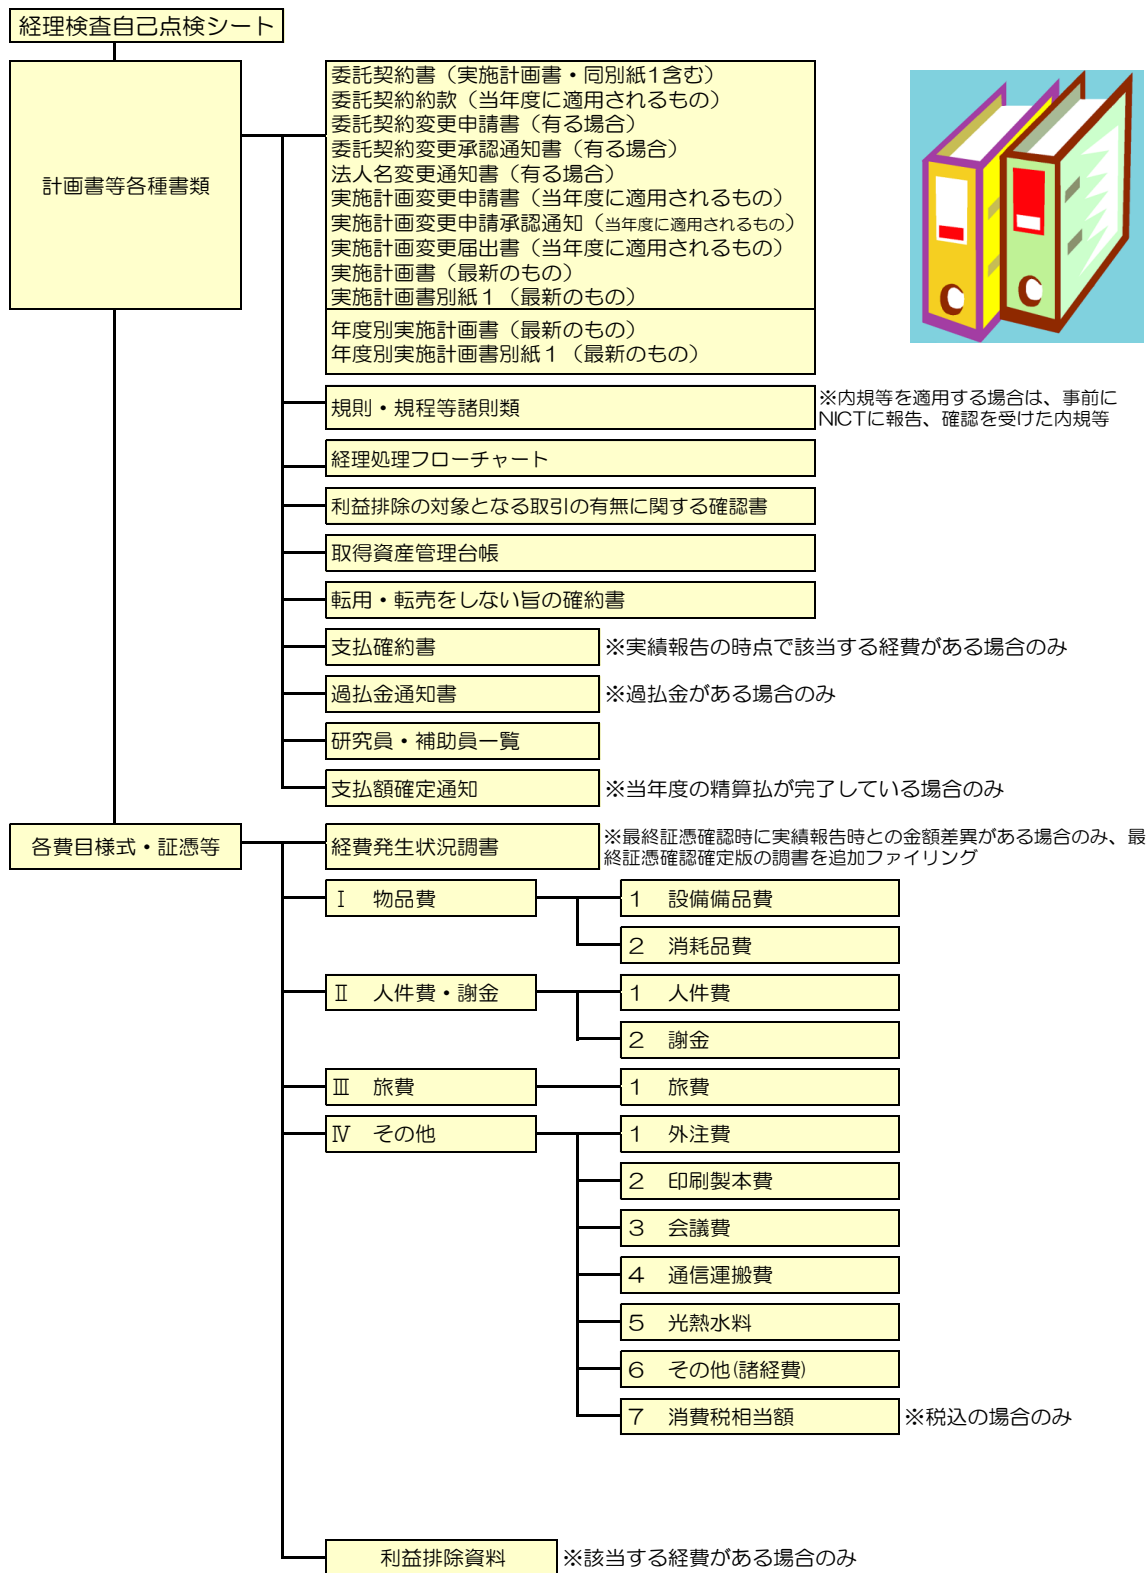 経理検査自己点検シート
計画書等各種書類
委託契約書（実施計画書・同別紙1含む）
委託契約約款（当年度に適用されるもの）
委託契約変更申請書（有る場合）
委託契約変更承認通知書（有る場合）
法人名変更通知書（有る場合）
実施計画変更申請書（当年度に適用されるもの）
実施計画変更申請承認通知（当年度に適用されるもの）
実施計画変更届出書（当年度に適用されるもの）
実施計画書（最新のもの）
実施計画書別紙１（最新のもの）
年度別実施計画書（最新のもの）
年度別実施計画書別紙１（最新のもの）
規則・規程等諸則類
※内規等を適用する場合は、事前に
NICTに報告、確認を受けた内規等
経理処理フローチャート
利益排除の対象となる取引の有無に関する確認書
取得資産管理台帳
転用・転売をしない旨の確約書
支払確約書
※実績報告の時点で該当する経費がある場合のみ
過払金通知書
※過払金がある場合のみ
研究員・補助員一覧
支払額確定通知
※当年度の精算払が完了している場合のみ
各費目様式・証憑等
経費発生状況調書
※最終証憑確認時に実績報告時との金額差異がある場合のみ、最
終証憑確認確定版の調書を追加ファイリング
Ⅰ　物品費
１　設備備品費
２　消耗品費
Ⅱ　人件費・謝金
１　人件費
２　謝金
Ⅲ　旅費
１　旅費
Ⅳ　その他
１　外注費
２　印刷製本費
３　会議費
４　通信運搬費
５　光熱水料
６　その他(諸経費)
７　消費税相当額
※税込の場合のみ
利益排除資料
※該当する経費がある場合のみ